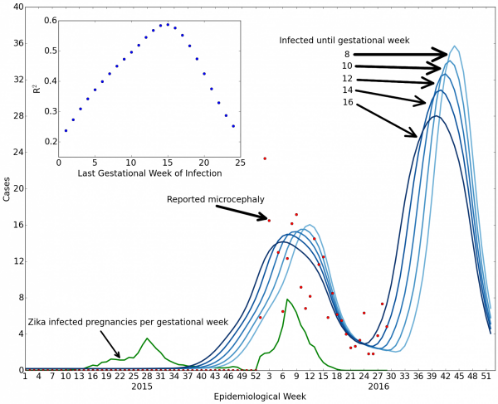 40
36
32
28
24
20
16
12
8
4
0
Cases
0.6
0.5
0.4
0.3
0.2
R²
0 5 10 15 20 25
Last Gestational Week of Infection
Infected until gestational week
8
10
12
14
16
Reported microcephaly
Zika infected pregnancies per gestational week
1 4 7 10 13 16 19 22 25 28 31 34 37 40 43 46 49 52 3 6 9 12 15 18 21 24 27 30 33 36 39 42 45 48 51
2015 2016
Epidemiological Week